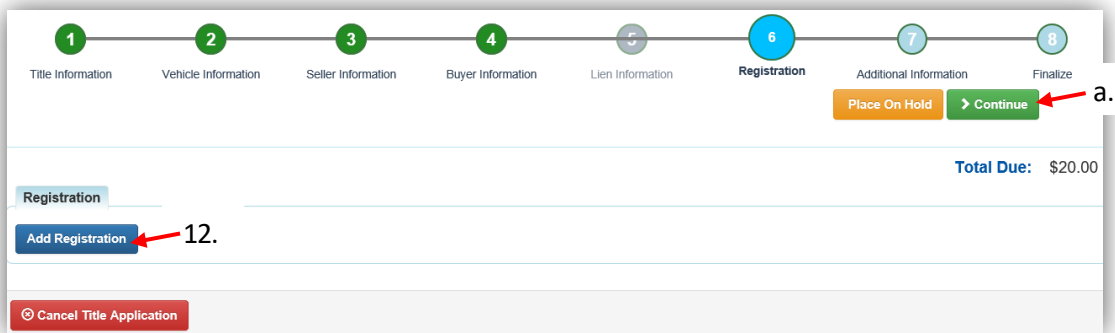 1 2 3 4 5 6 7 8
Title Information Vehicle Information Seller Information Buyer Information Lien Information Registration Additional Information Finalize
Place On Hold Continue a.
Total Due: $20.00
Registration
Add Registration 12.
Cancel Title Application